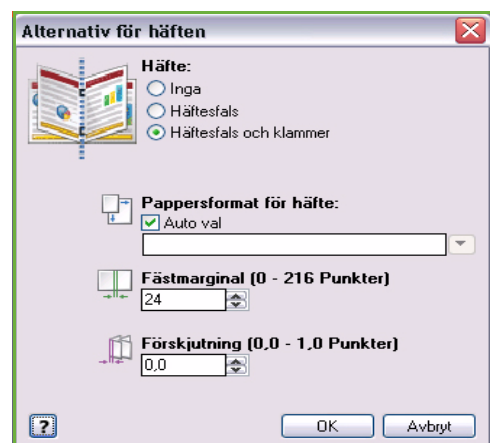 Alternativ för häften
Häfte:
Inga
Häftesfals
Häftesfals och klammer
Pappersformat för häfte:
Auto val
Fästmarginal (0 - 216 Punkter)
24
Förskjutning (0,0 - 1,0 Punkter)
0,0
?
OK Avbryt